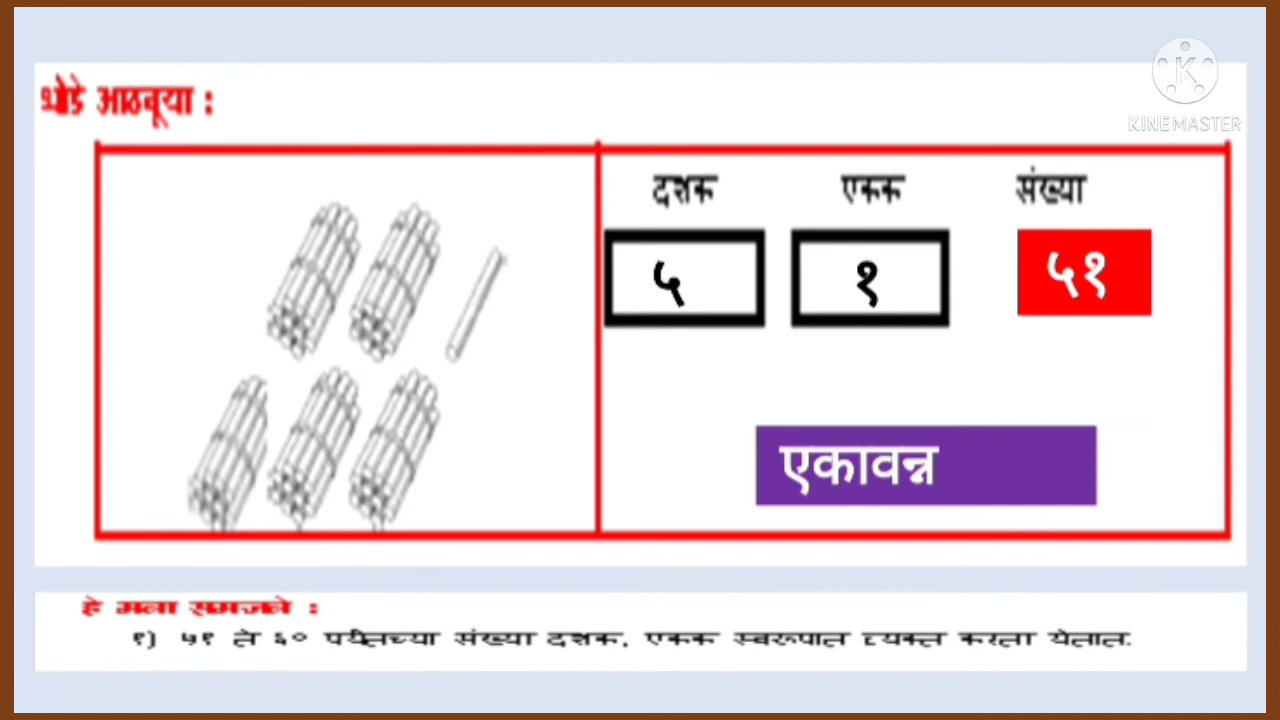 थोडे आठवूया :
KINEMASTER
दशक एकक संख्या
५ १ ५१
एकावन्न
हे मला समजले :
१) ५१ ते ६० पर्यंतच्या संख्या दशक, एकक स्वरूपात व्यक्त करता येतात.